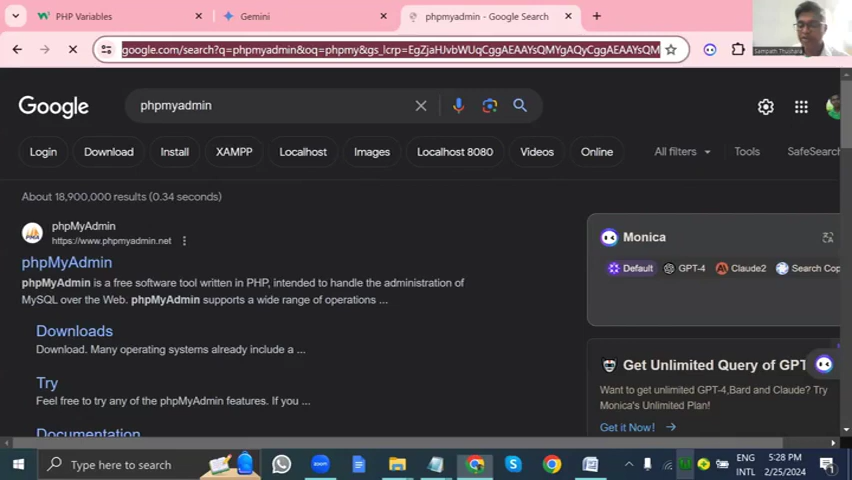 PHP Variables
Gemini
phpmyadmin - Google Search
google.com/search?q=phpmyadmin&oq=phpmy&gs_lcrp=EgZjaHJvbWUqCggAEAAYsQMYgAQyCggAEAAYsQM
Sampath Thuchara
Google
phpmyadmin
Login
Download
Install
XAMPP
Localhost
Images
Localhost 8080
Videos
Online
All filters
Tools
SafeSearch
About 18,900,000 results (0.34 seconds)
phpMyAdmin
https://www.phpmyadmin.net
phpMyAdmin
phpMyAdmin is a free software tool written in PHP, intended to handle the administration of
MySQL over the Web. phpMyAdmin supports a wide range of operations ...
Downloads
Download. Many operating systems already include a ...
Try
Feel free to try any of the phpMyAdmin features. If you ...
Documentation
Monica
Default
GPT-4
Claude2
Search Cop
Get Unlimited Query of GPT
Want to get unlimited GPT-4,Bard and Claude? Try
Monica's Unlimited Plan!
Get it Now!
Type here to search
ENG
INTL
5:28 PM
2/25/2024